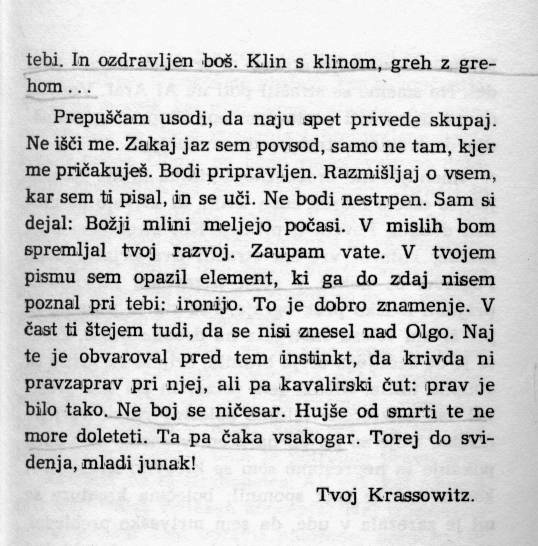 tebi. In ozdravljen boš. Klin s klinom, greh z gre-
hom . . .
Prepuščam usodi, da naju spet privede skupaj.
Ne išči me. Zakaj jaz sem povsod, samo ne tam, kjer
me pričakuješ. Bodi pripravljen. Razmišljaj o vsem,
kar sem ti pisal, in se uči. Ne bodi nestrpen. Sam si
dejal: Božji mlini meljejo počasi. V mislih bom
spremljal tvoj razvoj. Zaupam vate. V tvojem
pismu sem opazil element, ki ga do zdaj nisem
poznal pri tebi: ironijo. To je dobro znamenje. V
čast ti štejem tudi, da se nisi znesel nad Olgo. Naj
te je obvaroval pred tem instinkt, da krivda ni
pravzaprav pri njej, ali pa kavalirski čut: prav je
bilo tako. Ne boj se ničesar. Hujše od smrti te ne
more doleteti. Ta pa čaka vsakogar. Torej do svi-
denja, mladi junak!
Tvoj Krassowitz.